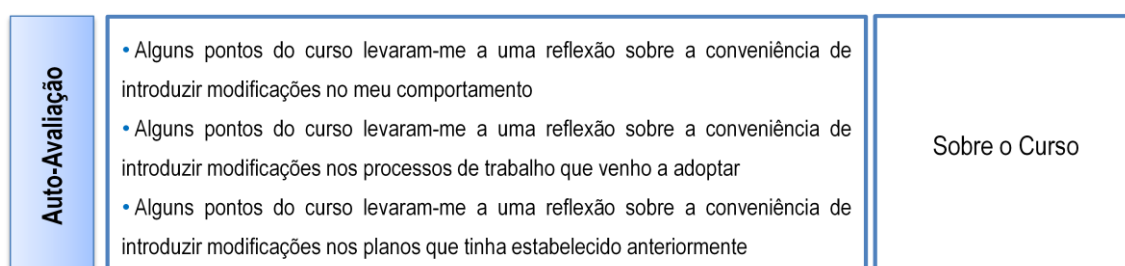 Auto-Avaliação
• Alguns pontos do curso levaram-me a uma reflexão sobre a conveniência de
introduzir modificações no meu comportamento
• Alguns pontos do curso levaram-me a uma reflexão sobre a conveniência de
introduzir modificações nos processos de trabalho que venho a adoptar
• Alguns pontos do curso levaram-me a uma reflexão sobre a conveniência de
introduzir modificações nos planos que tinha estabelecido anteriormente
Sobre o Curso